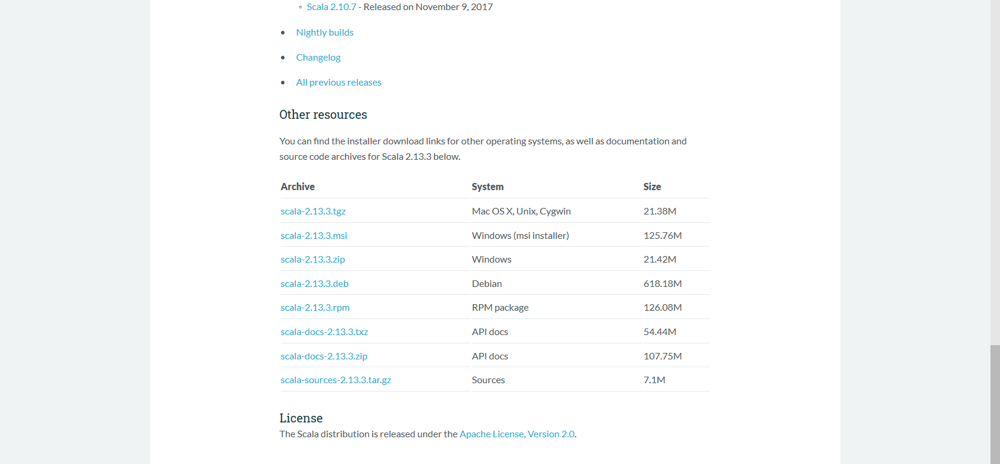 ◦ Scala 2.10.7 - Released on November 9, 2017
• Nightly builds
• Changelog
• All previous releases
Other resources
You can find the installer download links for other operating systems, as well as documentation and
source code archives for Scala 2.13.3 below.
Archive System Size
scala-2.13.3.tgz Mac OS X, Unix, Cygwin 21.38M
scala-2.13.3.msi Windows (msi installer) 125.76M
scala-2.13.3.zip Windows 21.42M
scala-2.13.3.deb Debian 618.18M
scala-2.13.3.rpm RPM package 126.08M
scala-docs-2.13.3.txz API docs 54.44M
scala-docs-2.13.3.zip API docs 107.75M
scala-sources-2.13.3.tar.gz Sources 7.1M
License
The Scala distribution is released under the Apache License, Version 2.0.